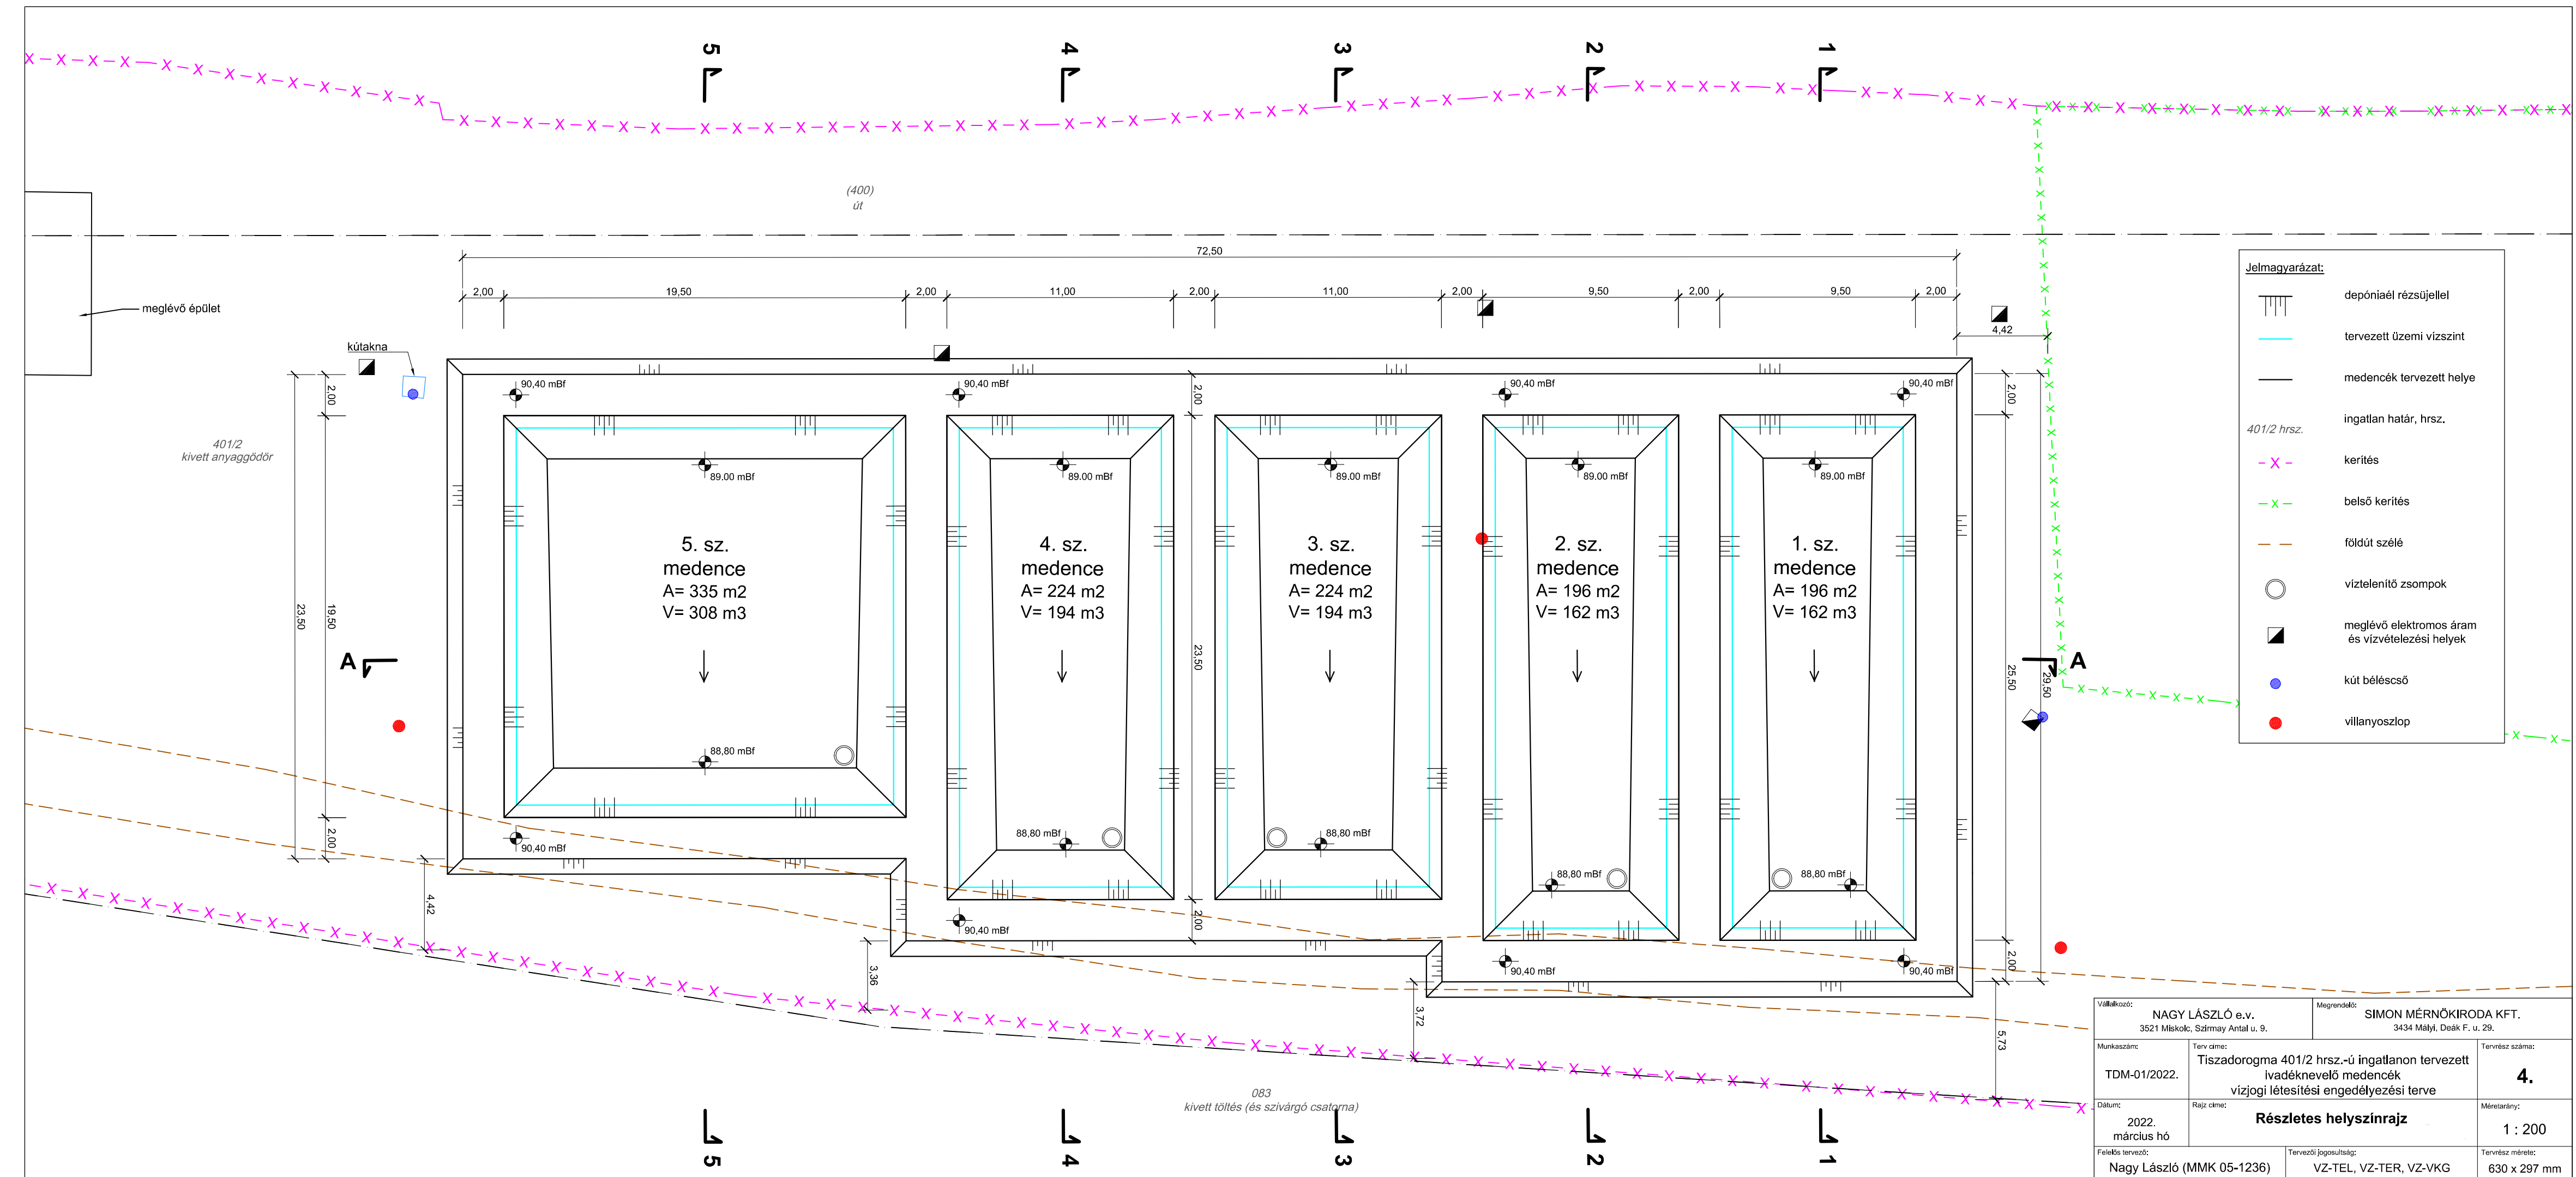 5
4
3
2
1
(400)
út
72,50
2,00
19,50
2,00
11,00
2,00
11,00
2,00
9,50
2,00
9,50
2,00
4,42
meglévő épület
kútakna
401/2
kivett anyaggödör
2,00
19,50
2,00
23,50
4,42
90,40 mBf
90,40 mBf
90,40 mBf
90,40 mBf
2,00
23,50
2,00
89.00 mBf
89.00 mBf
89.00 mBf
89,00 mBf
89,00 mBf
5. sz.
medence
A= 335 m2
V= 308 m3
4. sz.
medence
A= 224 m2
V= 194 m3
3. sz.
medence
A= 224 m2
V= 194 m3
2. sz.
medence
A= 196 m2
V= 162 m3
1. sz.
medence
A= 196 m2
V= 162 m3
A
A
88,80 mBf
88,80 mBf
88,80 mBf
88,80 mBf
88,80 mBf
90,40 mBf
90,40 mBf
90,40 mBf
90,40 mBf
2,00
25,50
2,00
29,50
3,36
3,72
5,73
083
kivett töltés (és szivárgó csatorna)
5
4
3
2
1
Jelmagyarázat:
depóniaél rézsűjellel
tervezett üzemi vízszint
medencék tervezett helye
401/2 hrsz.
ingatlan határ, hrsz.
kerítés
belső kerítés
földút szélé
víztelenítő zsompok
meglévő elektromos áram
és vízvételezési helyek
kút béléscső
villanyoszlop
Vállalkozó:
NAGY LÁSZLÓ e.v.
3521 Miskolc, Szirmay Antal u. 9.
Megrendelő:
SIMON MÉRNÖKIRODA KFT.
3434 Mályi, Deák F. u. 29.
Munkaszám:
TDM-01/2022.
Terv címe:
Tiszadorogma 401/2 hrsz.-ú ingatlanon tervezett
ivadéknevelő medencék
vízjogi létesítési engedélyezési terve
Tervrész száma:
4.
Dátum:
2022.
március hó
Rajz címe:
Részletes helyszínrajz
Méretarány:
1 : 200
Felelős tervező:
Nagy László (MMK 05-1236)
Tervezői jogosultság:
VZ-TEL, VZ-TER, VZ-VKG
Tervrész mérete:
630 x 297 mm